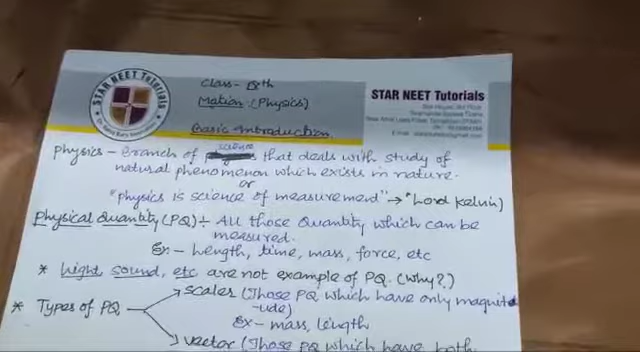 STAR NEET Tutorials
Class - IXth
Motion :(Physics)
Basic Introduction
STAR NEET Tutorials
Physics - Branch of science that deals with study of
natural phenomenon which exists in nature.
or
"physics is science of measurement" → "Lord Kelvin)
Physical Quantity (PQ) ÷ All those Quantity which can be
measured.
Ex - Length, time, mass, force, etc
* Light, sound, etc are not example of PQ. (Why?)
* Types of PQ → scaler (Those PQ which have only magnit
-ude)
Ex - mass, length
→ vector (Those PQ which have both